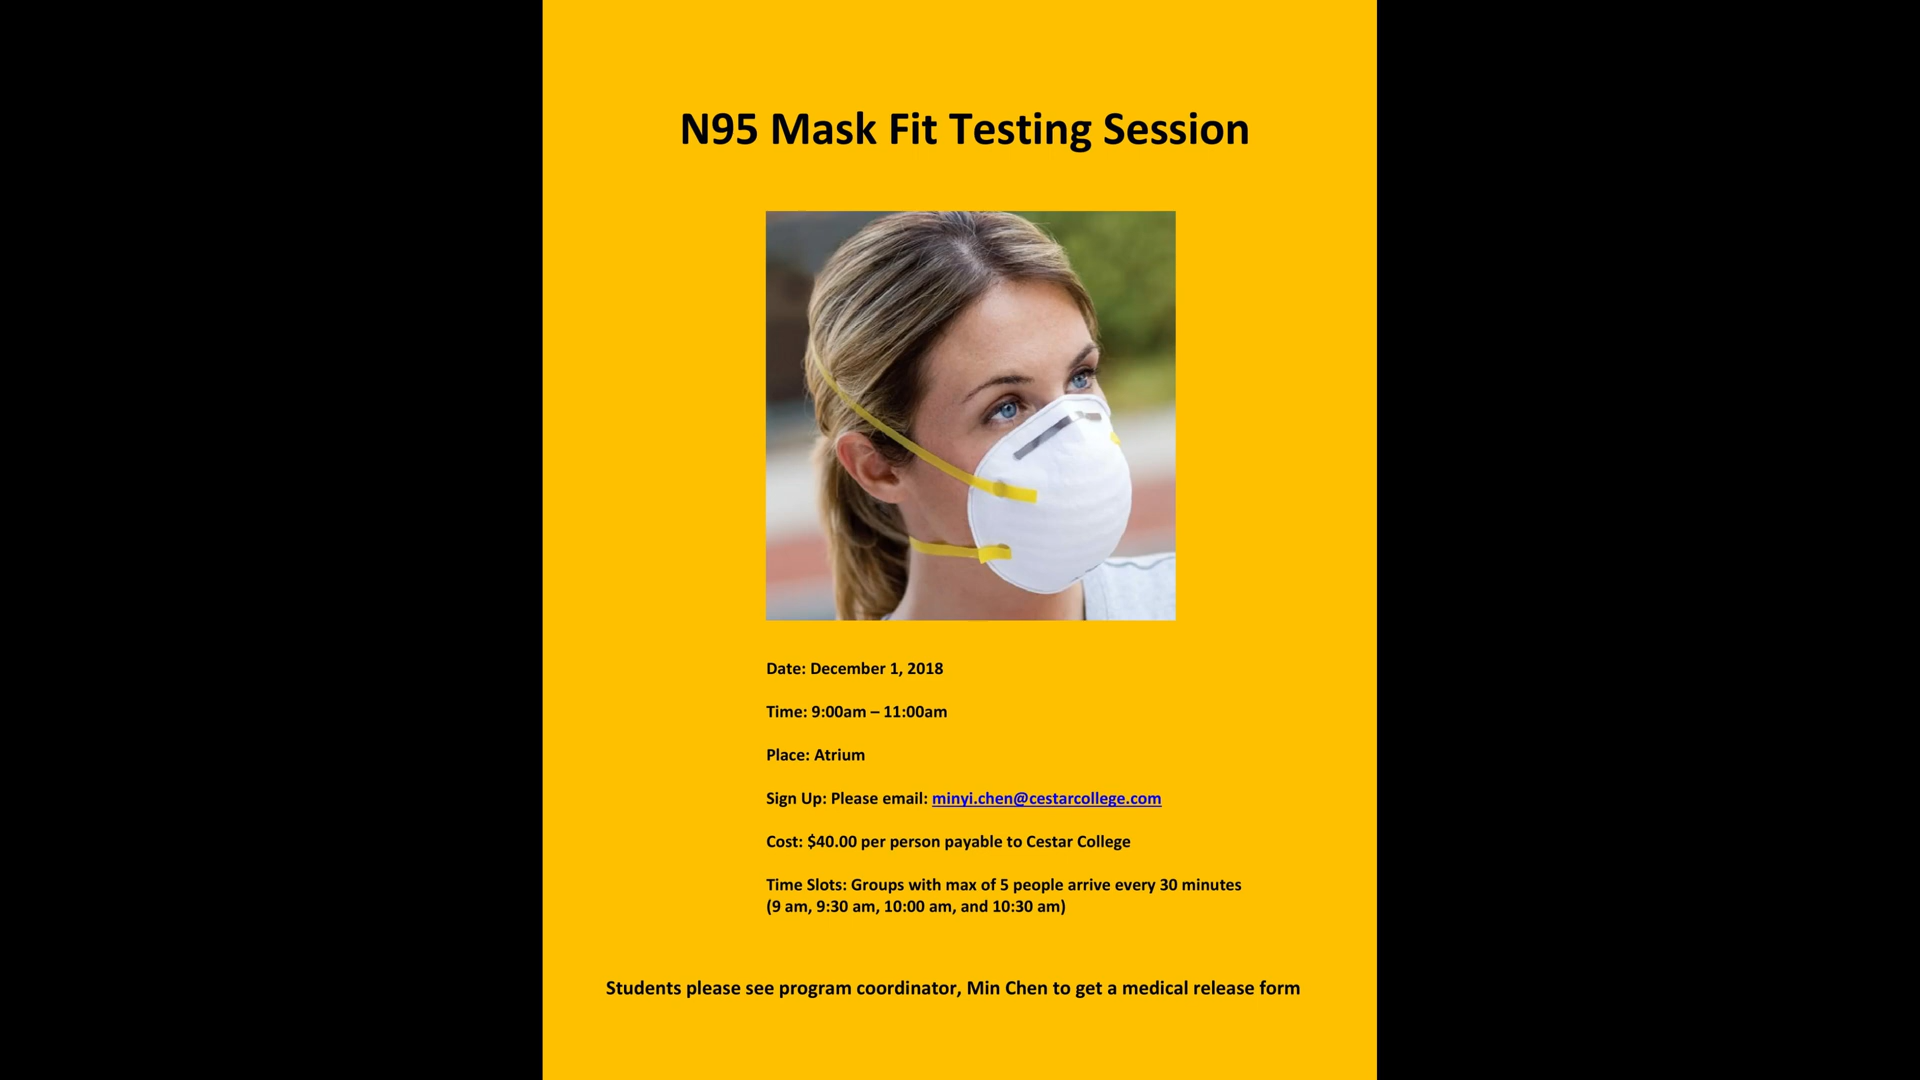 N95 Mask Fit Testing Session
Date: December 1, 2018
Time: 9:00am – 11:00am
Place: Atrium
Sign Up: Please email: minyi.chen@cestarcollege.com
Cost: $40.00 per person payable to Cestar College
Time Slots: Groups with max of 5 people arrive every 30 minutes
(9 am, 9:30 am, 10:00 am, and 10:30 am)
Students please see program coordinator, Min Chen to get a medical release form